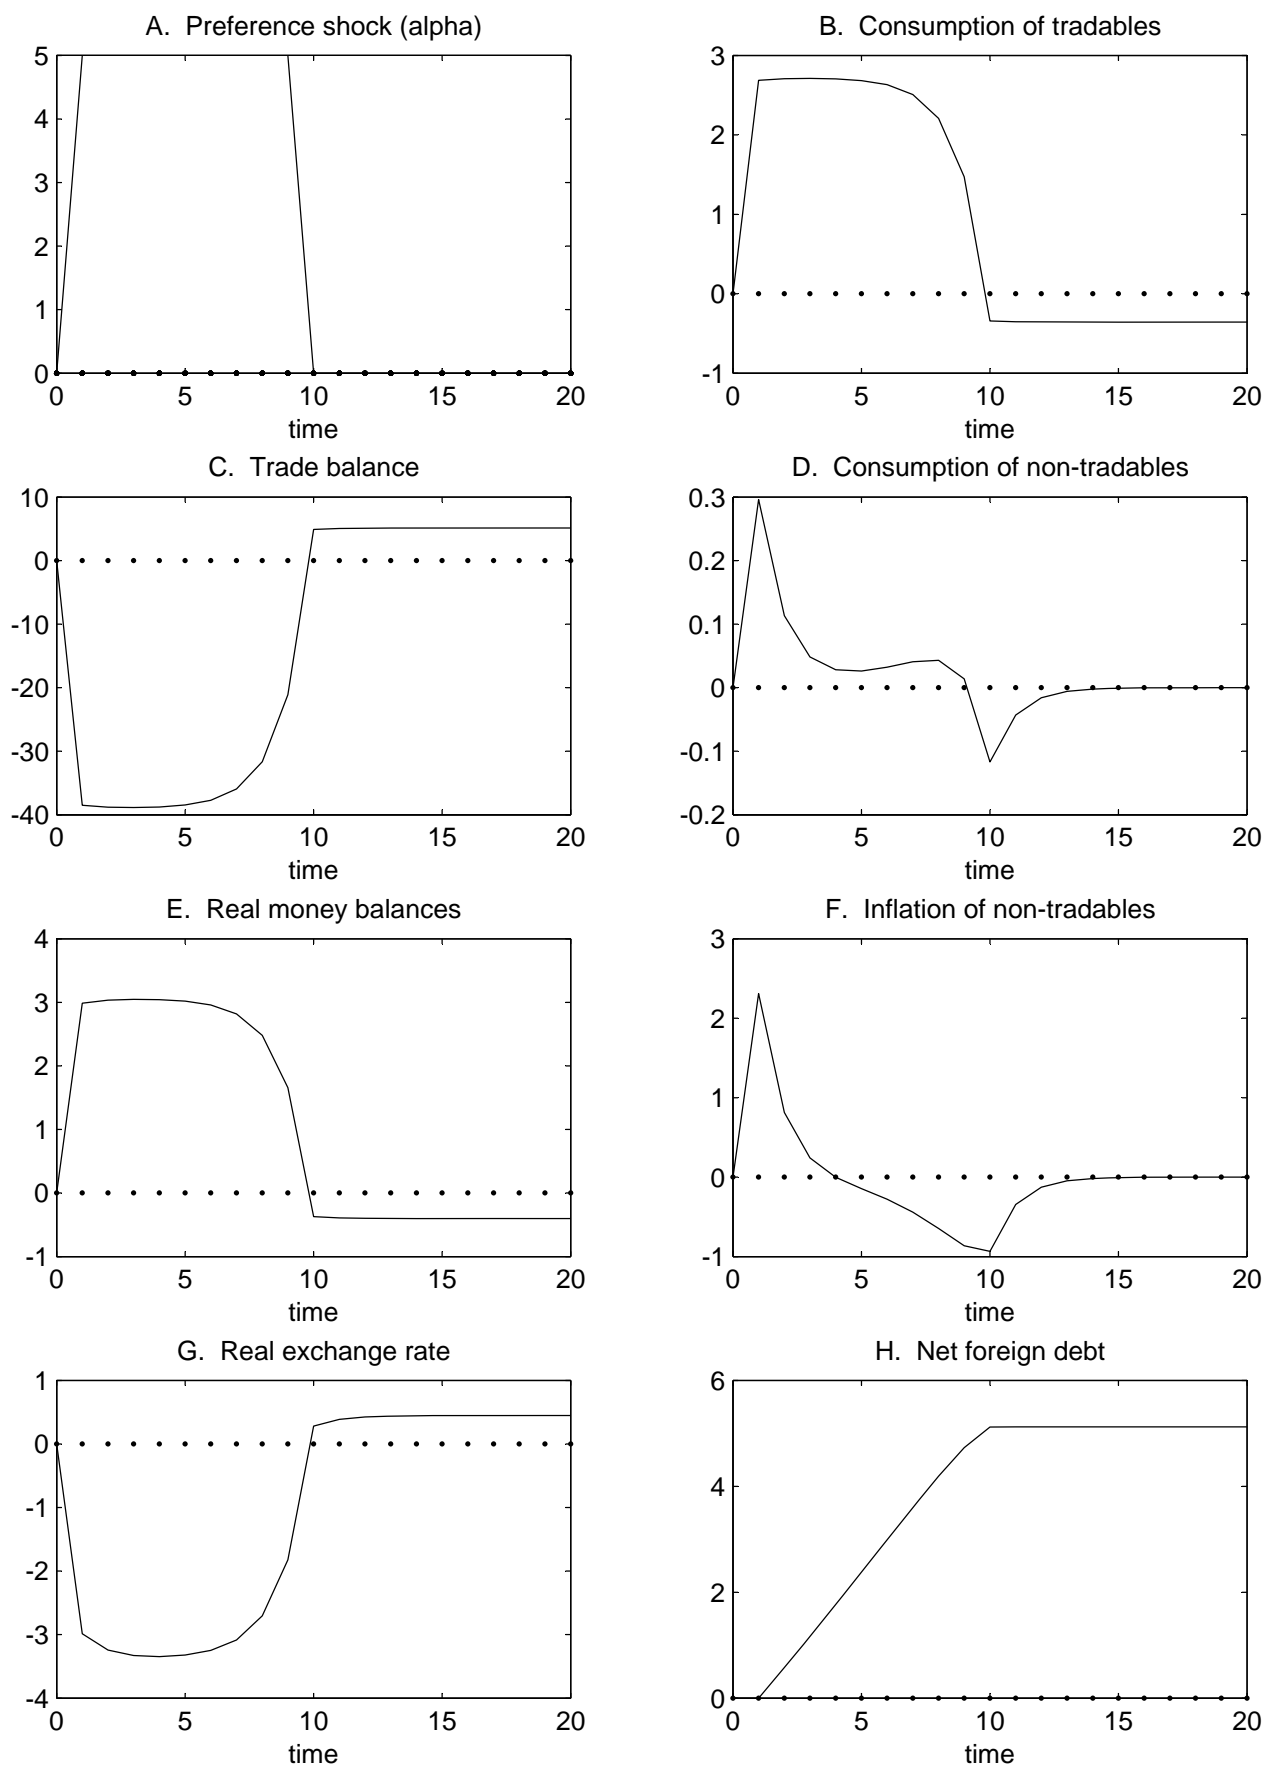 A. Preference shock (alpha)
5
4
3
2
1
0
0 5 10 15 20
time
B. Consumption of tradables
3
2
1
0
-1
0 5 10 15 20
time
C. Trade balance
10
0
-10
-20
-30
-40
0 5 10 15 20
time
D. Consumption of non-tradables
0.3
0.2
0.1
0
-0.1
-0.2
0 5 10 15 20
time
E. Real money balances
4
3
2
1
0
-1
0 5 10 15 20
time
F. Inflation of non-tradables
3
2
1
0
-1
0 5 10 15 20
time
G. Real exchange rate
1
0
-1
-2
-3
-4
0 5 10 15 20
time
H. Net foreign debt
6
4
2
0
0 5 10 15 20
time